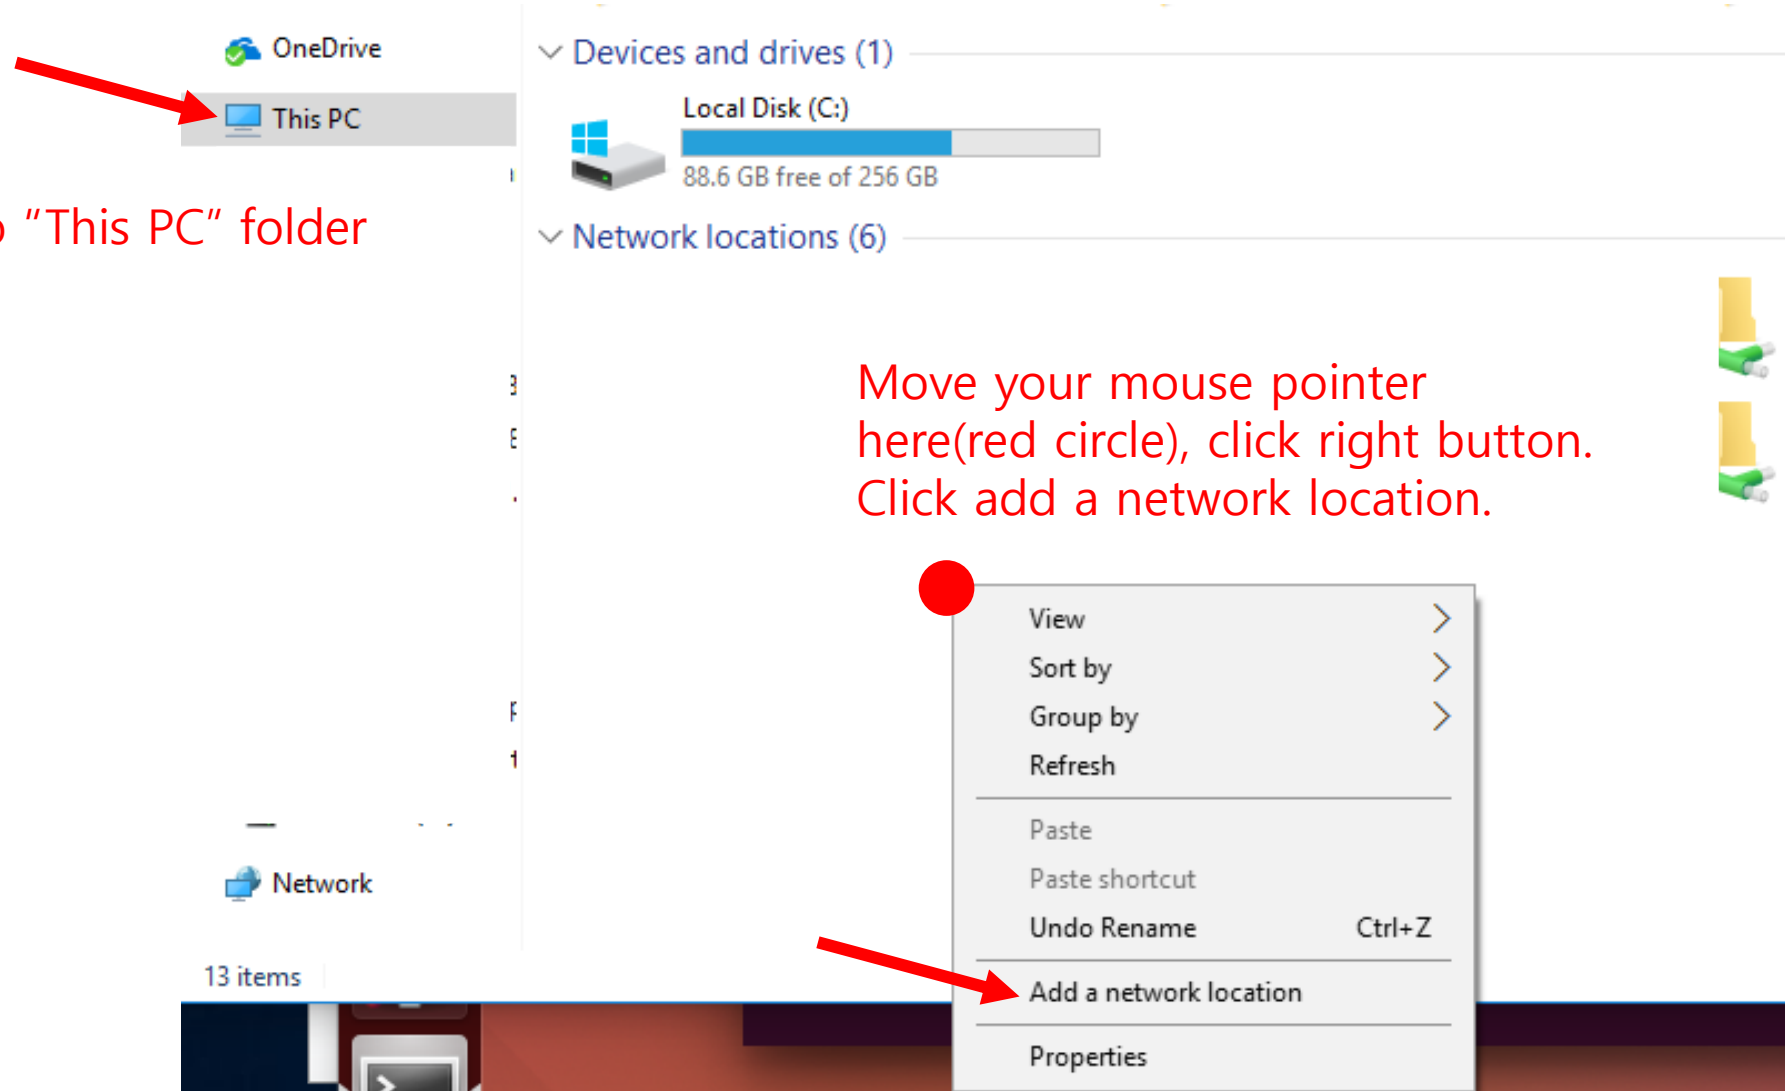 OneDrive
This PC
"This PC" folder
Network
13 items
Devices and drives (1)
Local Disk (C:)
88.6 GB free of 256 GB
Network locations (6)
Move your mouse pointer
here(red circle), click right button.
Click add a network location.
View
Sort by
Group by
Refresh
Paste
Paste shortcut
Undo Rename Ctrl+Z
Add a network location
Properties